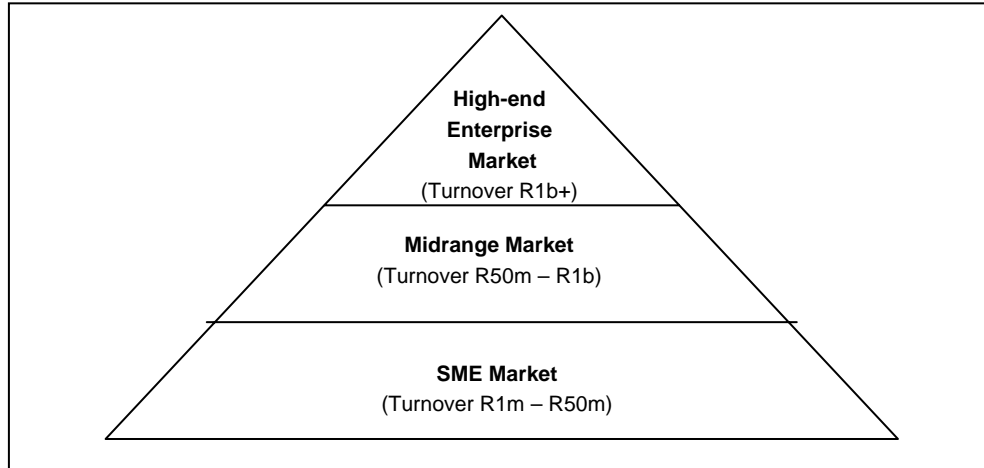 High-end
Enterprise
Market
(Turnover R1b+)
Midrange Market
(Turnover R50m – R1b)
SME Market
(Turnover R1m – R50m)